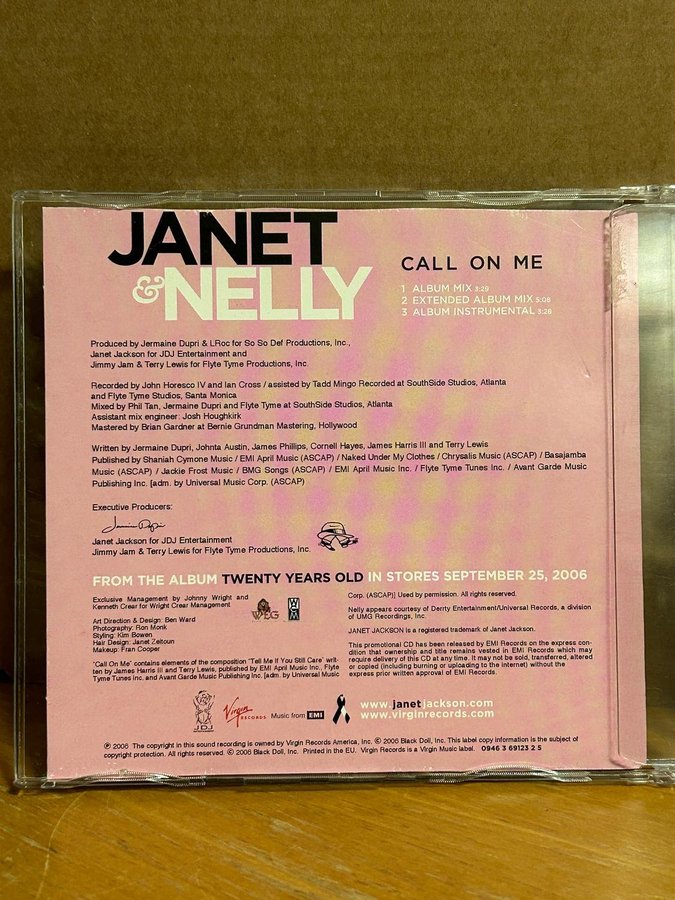 JANET
& NELLY
CALL ON ME
1 ALBUM MIX 3:29
2 EXTENDED ALBUM MIX 5:08
3 ALBUM INSTRUMENTAL 3:28
Produced by Jermaine Dupri & LRoc for So So Def Productions, Inc.,
Janet Jackson for JDJ Entertainment and
Jimmy Jam & Terry Lewis for Flyte Tyme Productions, Inc.
Recorded by John Horesco IV and Ian Cross / assisted by Tadd Mingo Recorded at SouthSide Studios, Atlanta
and Flyte Tyme Studios, Santa Monica
Mixed by Phil Tan, Jermaine Dupri and Flyte Tyme at SouthSide Studios, Atlanta
Assistant mix engineer: Josh Houghkirk
Mastered by Brian Gardner at Bernie Grundman Mastering, Hollywood
Written by Jermaine Dupri, Johnta Austin, James Phillips, Cornell Hayes, James Harris III and Terry Lewis
Published by Shaniah Cymone Music / EMI April Music (ASCAP) / Naked Under My Clothes / Chrysalis Music (ASCAP) / Basajamba
Music (ASCAP) / Jackie Frost Music / BMG Songs (ASCAP) / EMI April Music Inc. / Flyte Tyme Tunes Inc. / Avant Garde Music
Publishing Inc. [adm. by Universal Music Corp. (ASCAP)
Executive Producers:
Jermaine Dupri
Janet Jackson for JDJ Entertainment
Jimmy Jam & Terry Lewis for Flyte Tyme Productions, Inc.
FROM THE ALBUM TWENTY YEARS OLD IN STORES SEPTEMBER 25, 2006
Exclusive Management by Johnny Wright and
Kenneth Crear for Wright Crear Management
WEG
Art Direction & Design: Ben Ward
Photography: Ron Monk
Styling: Kim Bowen
Hair Design: Janet Zeitoun
Makeup: Fran Cooper
'Call On Me' contains elements of the composition 'Tell Me If You Still Care' writ-
ten by James Harris III and Terry Lewis, published by EMI April Music Inc, Flyte
Tyme Tunes Inc, and Avant Garde Music Publishing Inc. [adm. by Universal Music
Corp. (ASCAP)] Used by permission. All rights reserved.
Nelly appears courtesy of Derrty Entertainment/Universal Records, a division
of UMG Recordings, Inc.
JANET JACKSON is a registered trademark of Janet Jackson.
This promotional CD has been released by EMI Records on the express con-
dition that ownership and title remains vested in EMI Records which may
require delivery of this CD at any time. It may not be sold, transferred, altered
or copied (including burning or uploading to the internet) without the
express prior written approval of EMI Records.
JDJ
Virgin
RECORDS
Music from EMI
www.janetjackson.com
www.virginrecords.com
℗ 2006 The copyright in this sound recording is owned by Virgin Records America, Inc. © 2006 Black Doll, Inc. This label copy information is the subject of
copyright protection. All rights reserved. © 2006 Black Doll, Inc. Printed in the EU. Virgin Records is a Virgin Music label. 0946 3 69123 2 5